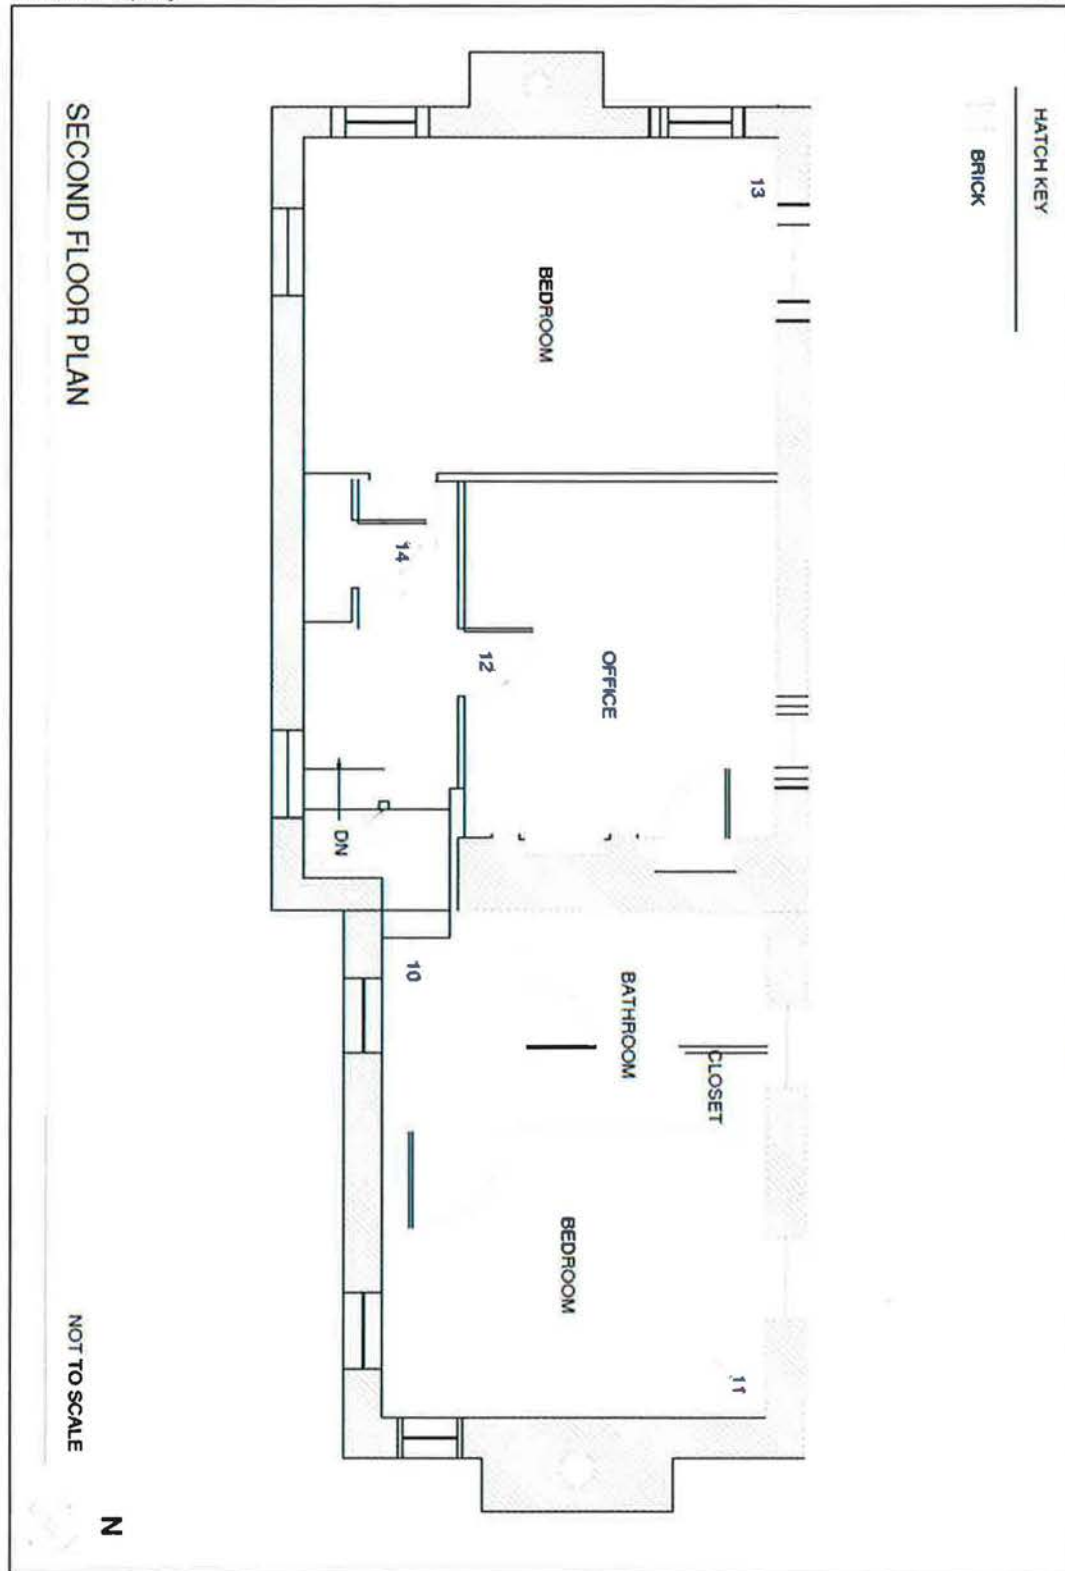 HATCH KEY
BRICK
13
BEDROOM
14
12
OFFICE
DN
10
BATHROOM
CLOSET
BEDROOM
11
SECOND FLOOR PLAN
NOT TO SCALE
N